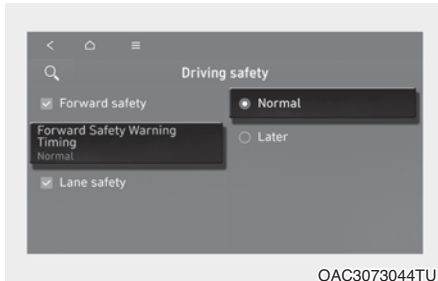 Driving safety
Forward safety
Normal
Forward Safety Warning
Timing
Normal
Later
Lane safety
OAC3073044TU